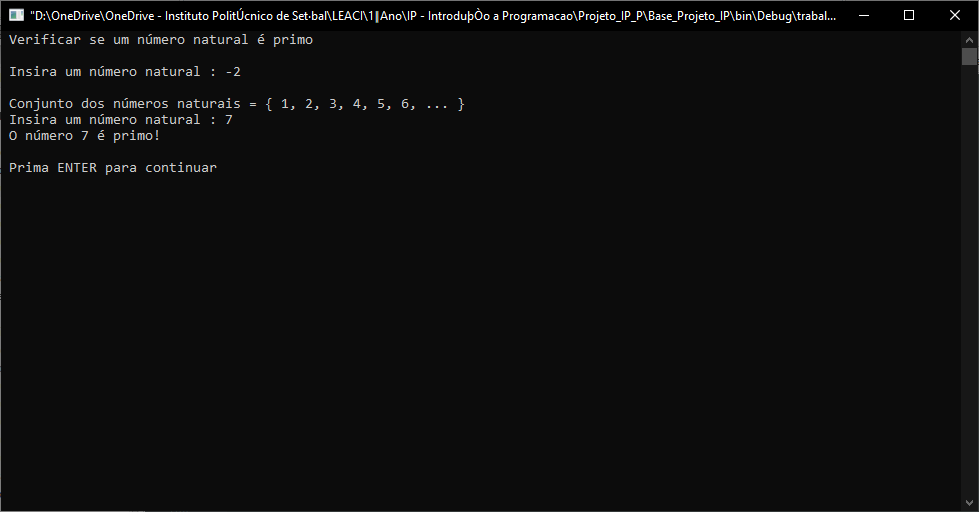 "D:\OneDrive\OneDrive - Instituto PolitÚcnico de Set·bal\LEACI\1║Ano\IP - IntroduþÒo a Programacao\Projeto_IP_P\Base_Projeto_IP\bin\Debug\trabal...
Verificar se um número natural é primo
Insira um número natural : -2
Conjunto dos números naturais = { 1, 2, 3, 4, 5, 6, ... }
Insira um número natural : 7
O número 7 é primo!
Prima ENTER para continuar